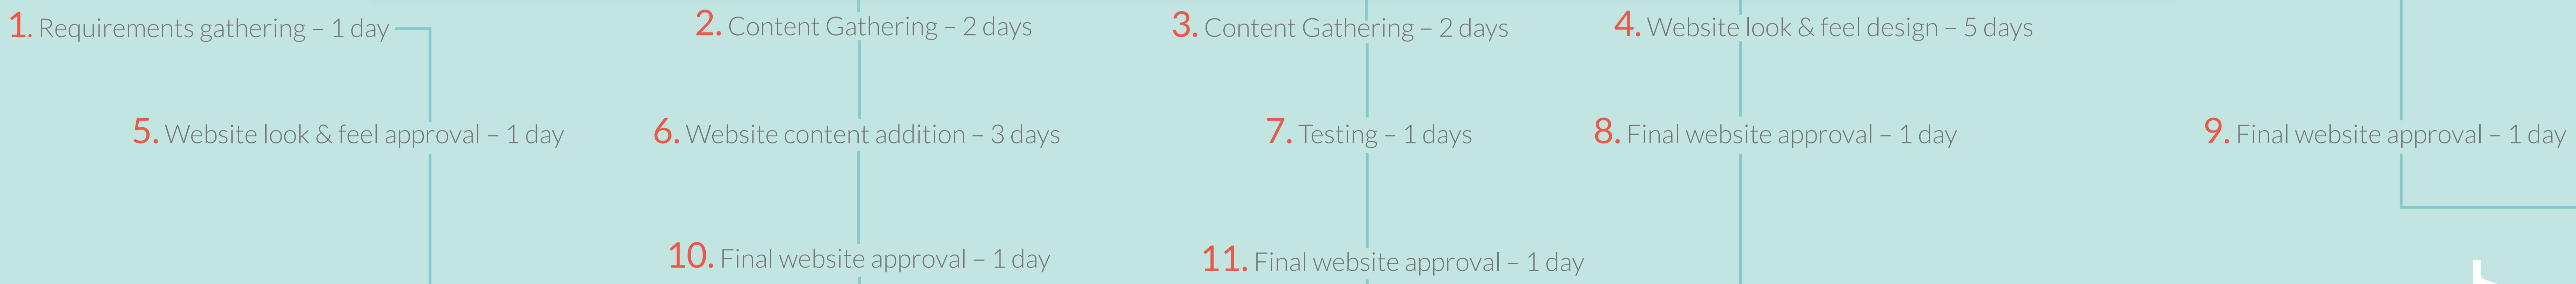 1. Requirements gathering – 1 day
2. Content Gathering – 2 days
3. Content Gathering – 2 days
4. Website look & feel design – 5 days
5. Website look & feel approval – 1 day
6. Website content addition – 3 days
7. Testing – 1 days
8. Final website approval – 1 day
9. Final website approval – 1 day
10. Final website approval – 1 day
11. Final website approval – 1 day